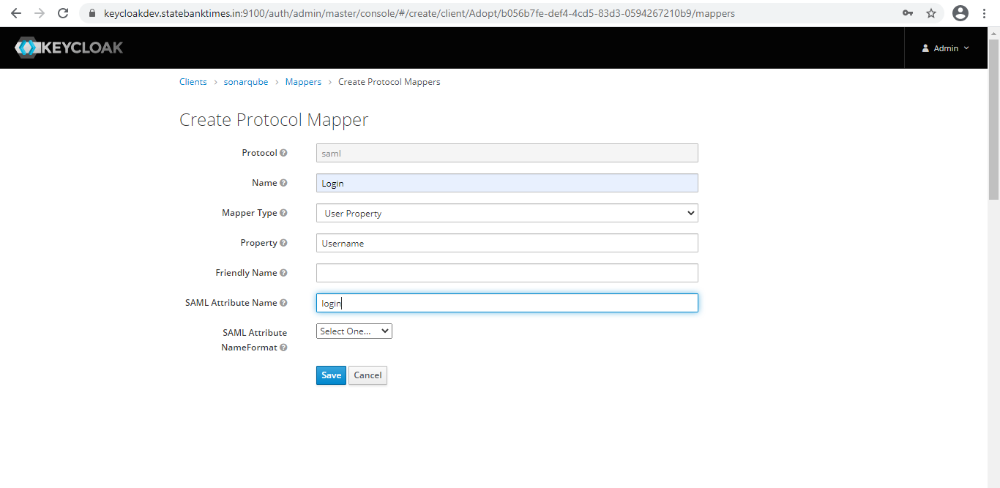 keycloakdev.statebanktimes.in:9100/auth/admin/master/console/#/create/client/Adopt/b056b7fe-def4-4cd5-83d3-0594267210b9/mappers
KEYCLOAK
Admin
Clients > sonarqube > Mappers > Create Protocol Mappers
Create Protocol Mapper
Protocol saml
Name Login
Mapper Type User Property
Property Username
Friendly Name
SAML Attribute Name login
SAML Attribute Select One...
NameFormat
Save Cancel